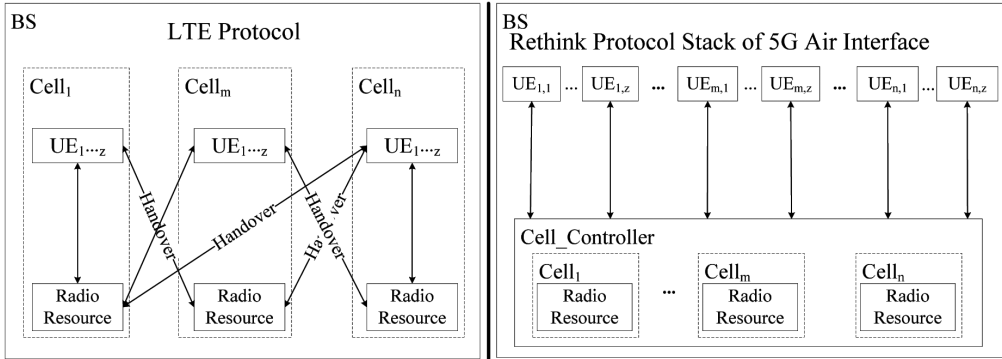 BS
LTE Protocol
Cell₁
Cellₘ
Cellₙ
UE₁...z
UE₁...z
UE₁...z
Handover
Handover
Handover
Handover
Radio
Resource
Radio
Resource
Radio
Resource
BS
Rethink Protocol Stack of 5G Air Interface
UE₁,₁ ... UE₁,z ... UEₘ,₁ ... UEₘ,z ... UEₙ,₁ ... UEₙ,z
Cell_Controller
Cell₁
Cellₘ
Cellₙ
Radio
Resource
...
Radio
Resource
Radio
Resource